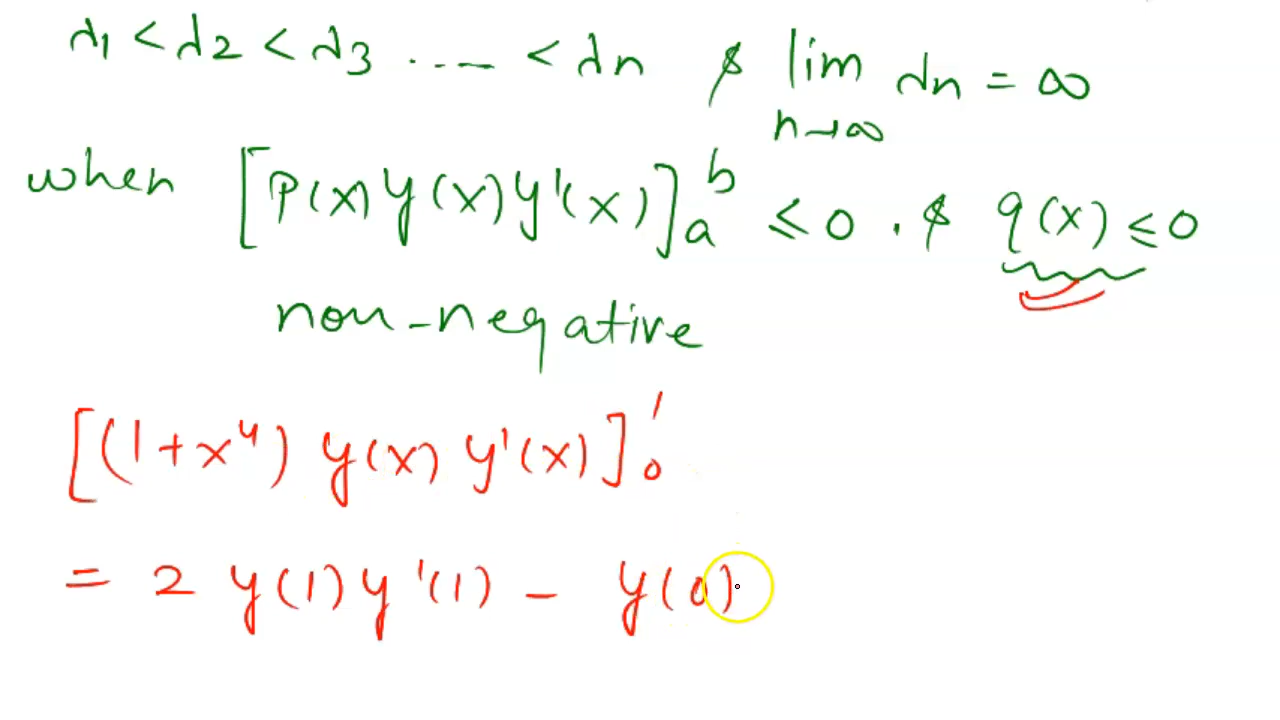 λ1 < λ2 < λ3 ..... < λn & lim n→∞ λn = ∞
when [P(x) y(x) y'(x)]ₐᵇ ≤ 0 . & q(x) ≤ 0
non-negative
[(1+x⁴) y(x) y'(x)]₀¹
= 2 y(1) y'(1) - y(0)